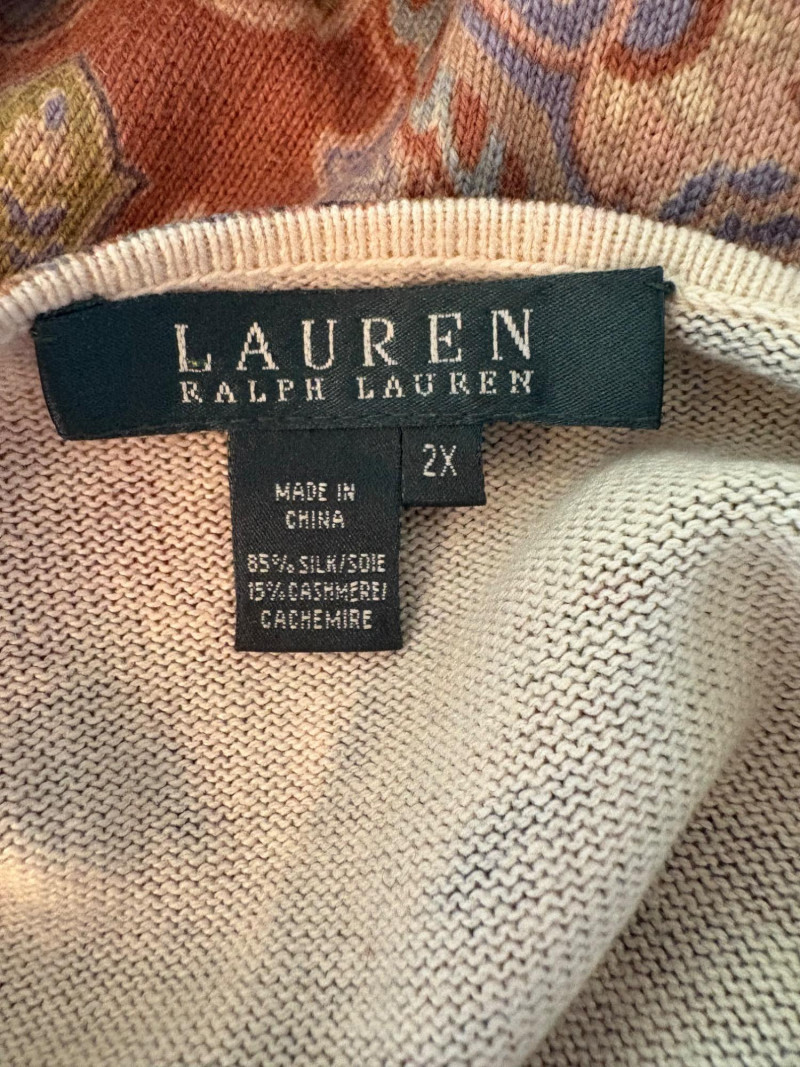 LAUREN
RALPH LAUREN
2X
MADE IN
CHINA
85% SILK/SOIE
15% CASHMERE/
CACHEMIRE